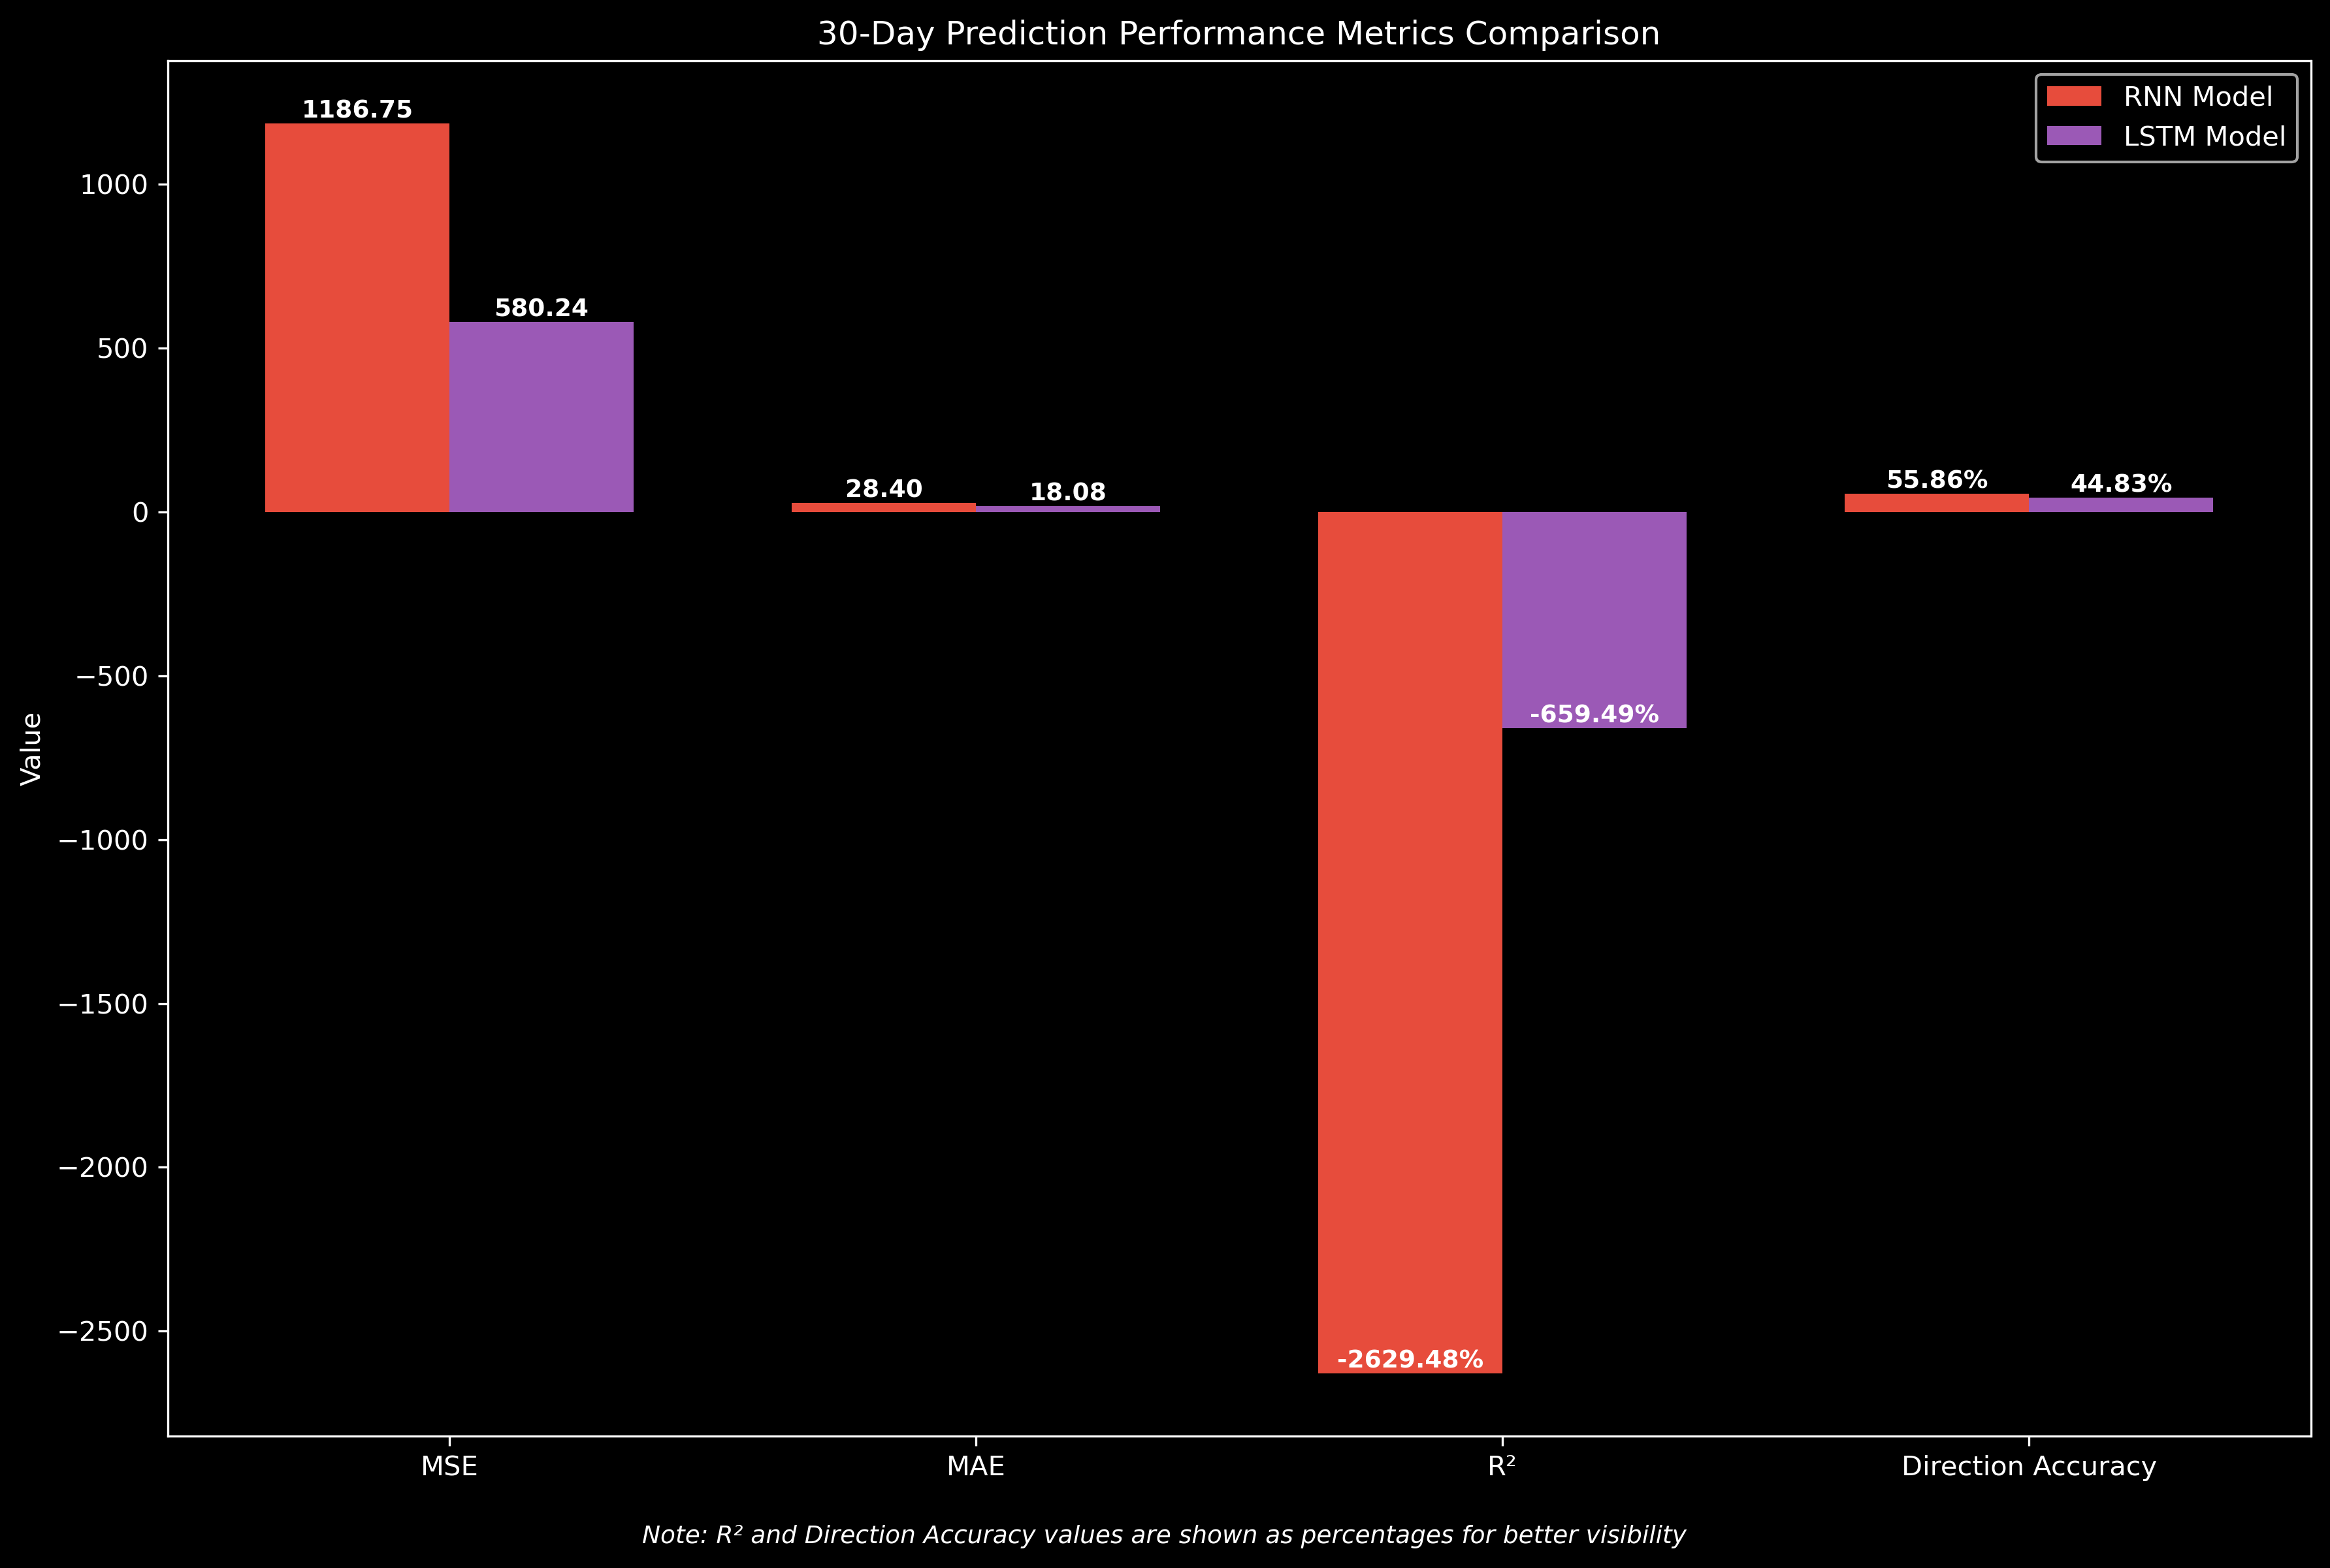 30-Day Prediction Performance Metrics Comparison
RNN Model
LSTM Model
1186.75
580.24
28.40
18.08
-2629.48%
-659.49%
55.86%
44.83%
Value
1000
500
0
−500
−1000
−1500
−2000
−2500
MSE
MAE
R²
Direction Accuracy
Note: R² and Direction Accuracy values are shown as percentages for better visibility